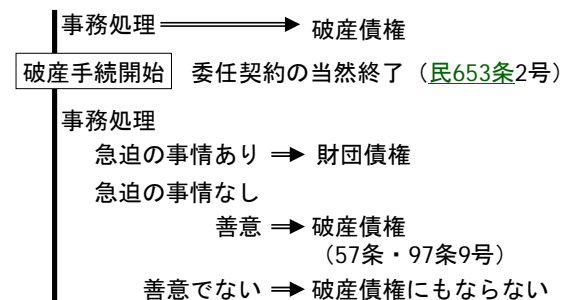 事務処理 破産債権
破産手続開始 委任契約の当然終了（民653条2号）
事務処理
急迫の事情あり 財団債権
急迫の事情なし
善意 破産債権
（57条・97条9号）
善意でない 破産債権にもならない